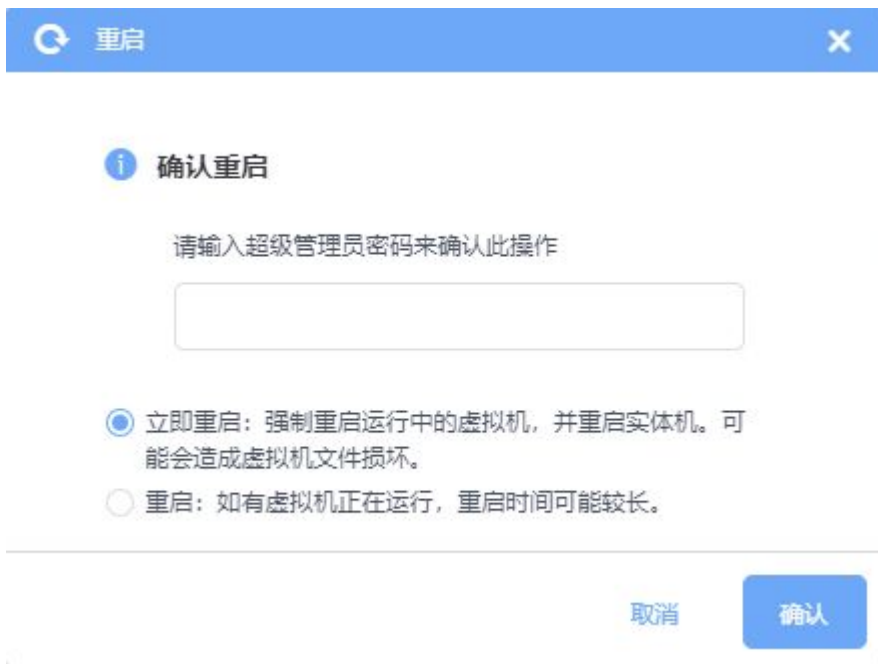 重启
确认重启
请输入超级管理员密码来确认此操作
立即重启：强制重启运行中的虚拟机，并重启实体机。可
能会造成虚拟机文件损坏。
重启：如有虚拟机正在运行，重启时间可能较长。
取消 确认